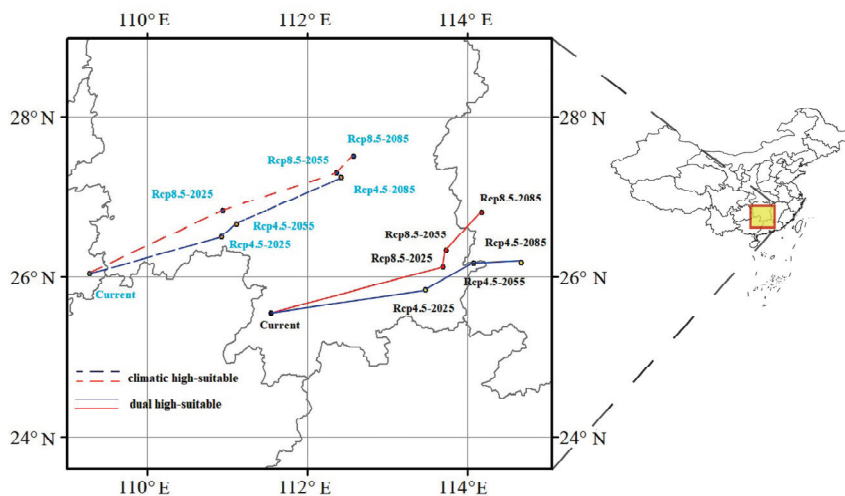 110° E
112° E
114° E
28° N
28° N
Rcp8.5-2085
Rcp8.5-2055
Rcp8.5-2025
Rcp4.5-2085
Rcp8.5-2085
Rcp4.5-2055
Rcp4.5-2025
Rcp8.5-2055
Rcp4.5-2085
Rcp8.5-2025
26° N
26° N
Rcp4.5-2055
Current
Rcp4.5-2025
Current
climatic high-suitable
dual high-suitable
24° N
24° N
110° E
112° E
114° E